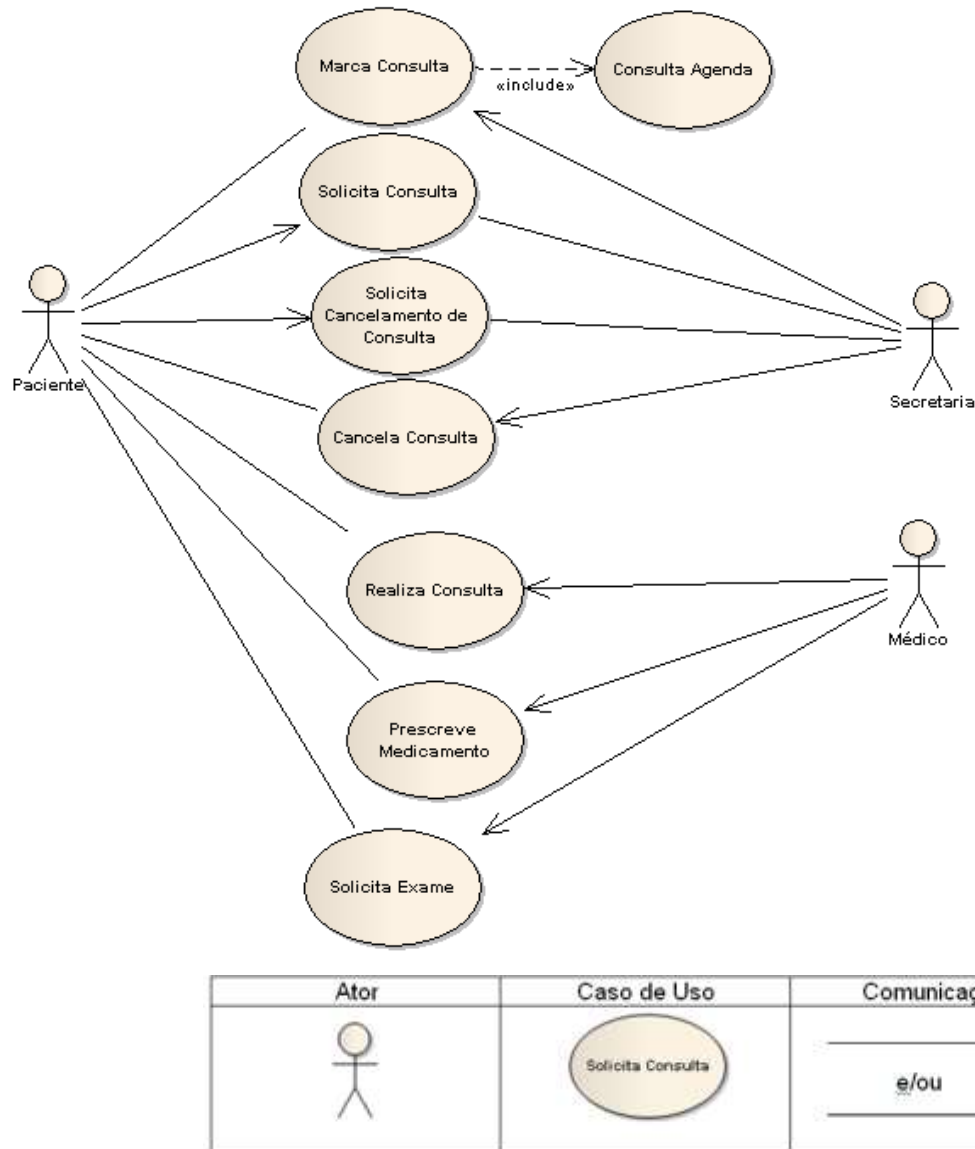 Marca Consulta
«include»
Consulta Agenda
Solicita Consulta
Solicita
Cancelamento de
Consulta
Paciente
Secretaria
Cancela Consulta
Realiza Consulta
Médico
Prescreve
Medicamento
Solicita Exame
Ator
Caso de Uso
Comunicaç
Solicita Consulta
e/ou